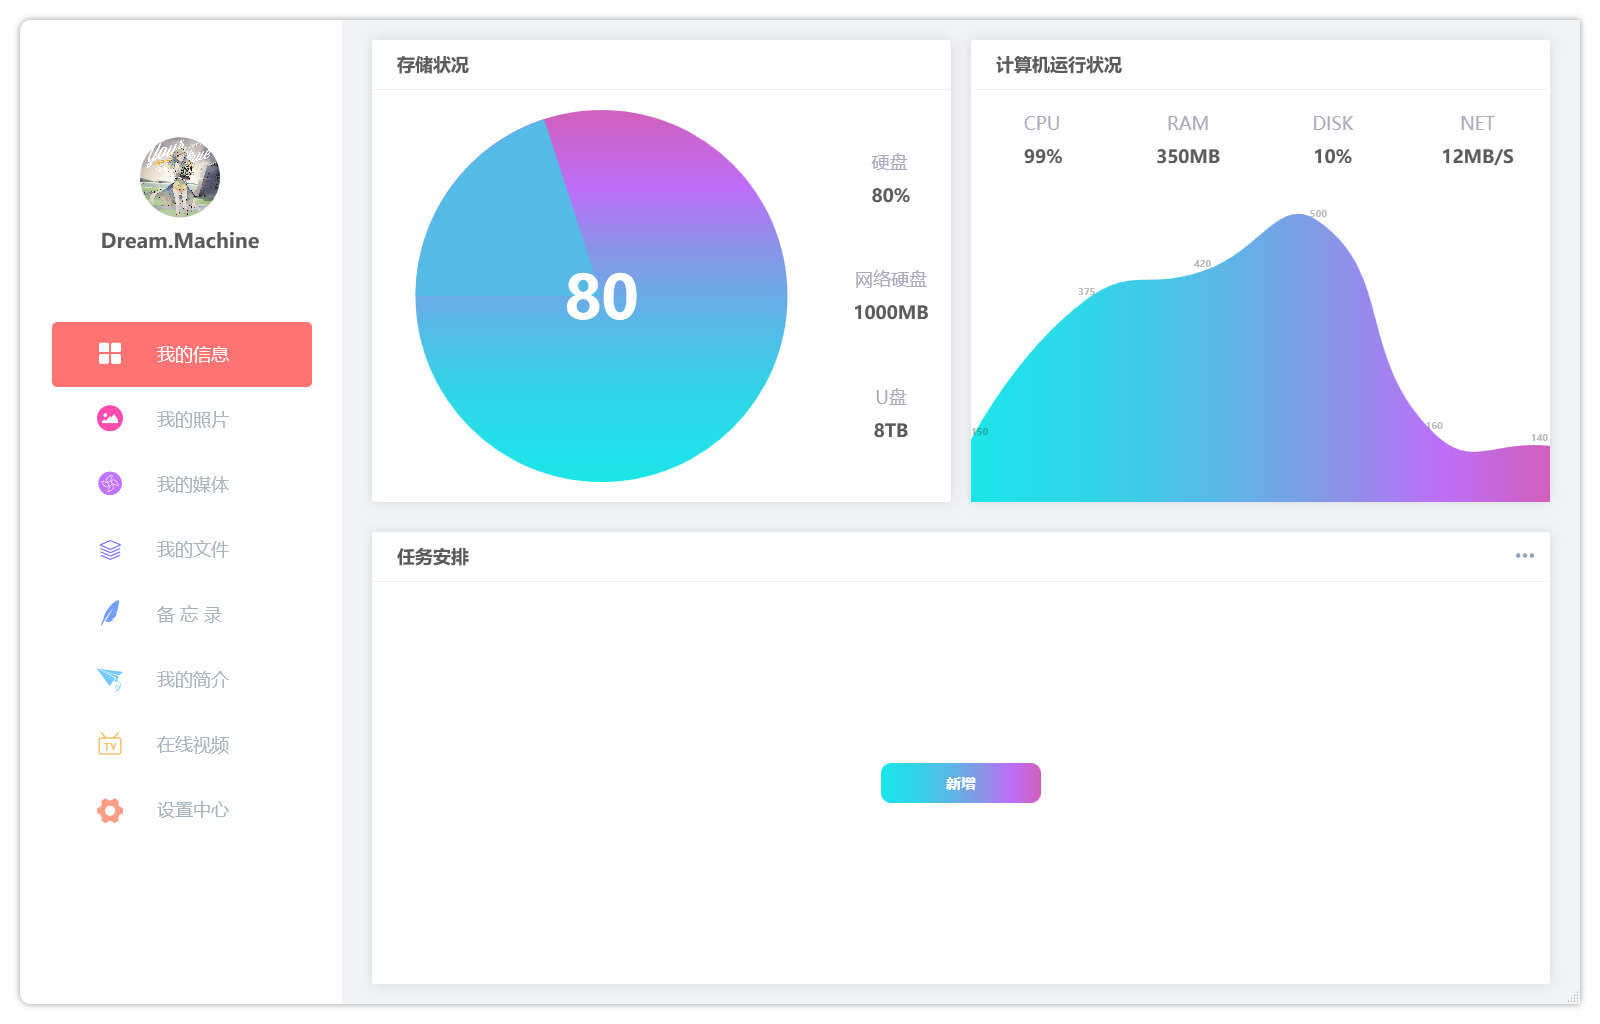 Dream.Machine
我的信息
我的照片
我的媒体
我的文件
备 忘 录
我的简介
在线视频
TV
设置中心
存储状况
80
硬盘
80%
网络硬盘
1000MB
U盘
8TB
计算机运行状况
CPU RAM DISK NET
99% 350MB 10% 12MB/S
500
420
375
150
160
140
任务安排
新增